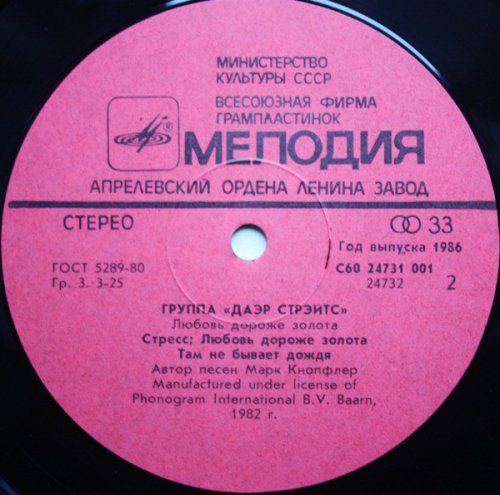 МИНИСТЕРСТВО
КУЛЬТУРЫ СССР
ВСЕСОЮЗНАЯ ФИРМА
ГРАМПЛАСТИНОК
®
МЕЛОДИЯ
АПРЕЛЕВСКИЙ ОРДЕНА ЛЕНИНА ЗАВОД
СТЕРЕО
33
Год выпуска 1986
ГОСТ 5289-80
Гр. 3. 3-25
С60 24731 001
24732
2
ГРУППА «ДАЭР СТРЭЙТС»
Любовь дороже золота
Стресс; Любовь дороже золота
Там не бывает дождя
Автор песен Марк Кнопфлер
Manufactured under license of
Phonogram International B.V. Baarn,
1982 г.